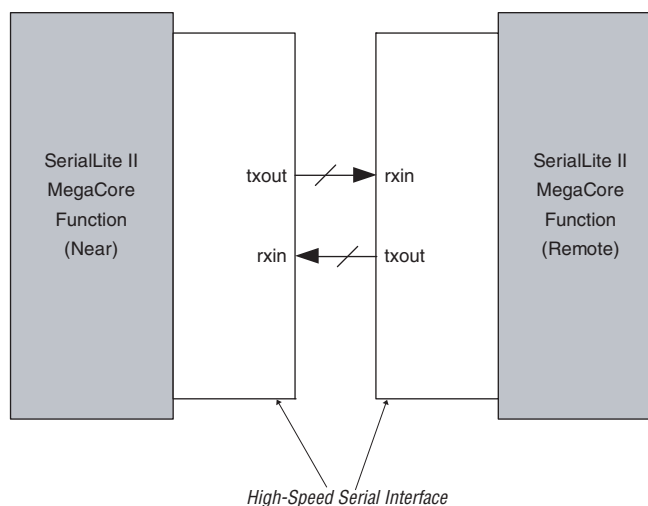 SerialLite II
MegaCore
Function
(Near)
txout
rxin
rxin
txout
SerialLite II
MegaCore
Function
(Remote)
High-Speed Serial Interface